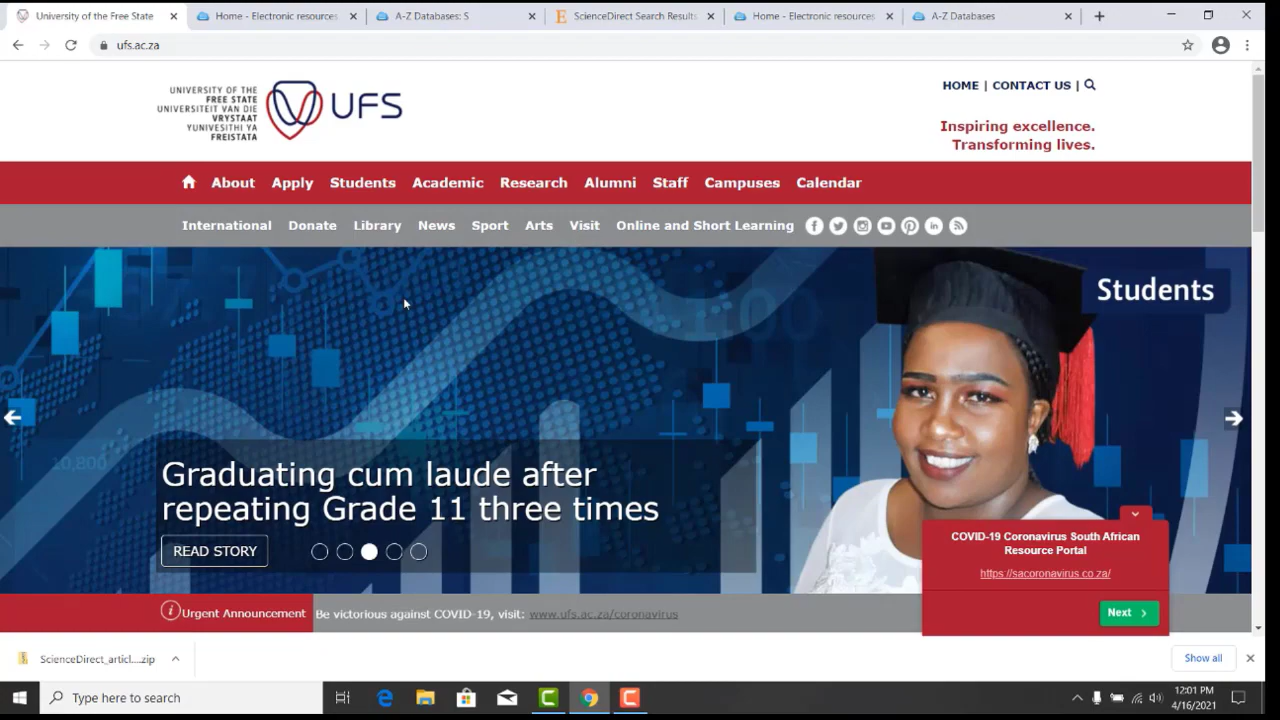 University of the Free State
Home - Electronic resources
A-Z Databases: S
ScienceDirect Search Results
Home - Electronic resources
A-Z Databases
ufs.ac.za
UNIVERSITY OF THE
FREE STATE
UNIVERSITEIT VAN DIE
VRYSTAAT
YUNIVESITHI YA
FREISTATA
UFS
HOME | CONTACT US |
Inspiring excellence.
Transforming lives.
About Apply Students Academic Research Alumni Staff Campuses Calendar
International Donate Library News Sport Arts Visit Online and Short Learning
Students
10,800
Graduating cum laude after
repeating Grade 11 three times
READ STORY
COVID-19 Coronavirus South African
Resource Portal
https://sacoronavirus.co.za/
Next
Urgent Announcement Be victorious against COVID-19, visit: www.ufs.ac.za/coronavirus
ScienceDirect_articl....zip
Show all
Type here to search
12:01 PM
4/16/2021